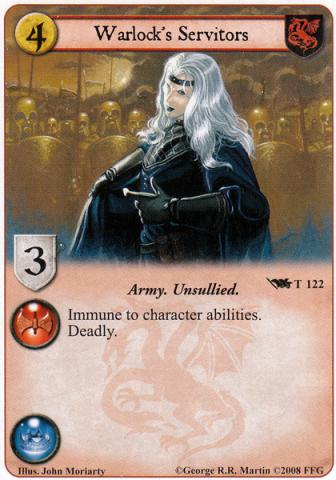 4
Warlock's Servitors
3
Army. Unsullied.
T 122
Immune to character abilities.
Deadly.
Illus. John Moriarty
©George R.R. Martin ©2008 FFG